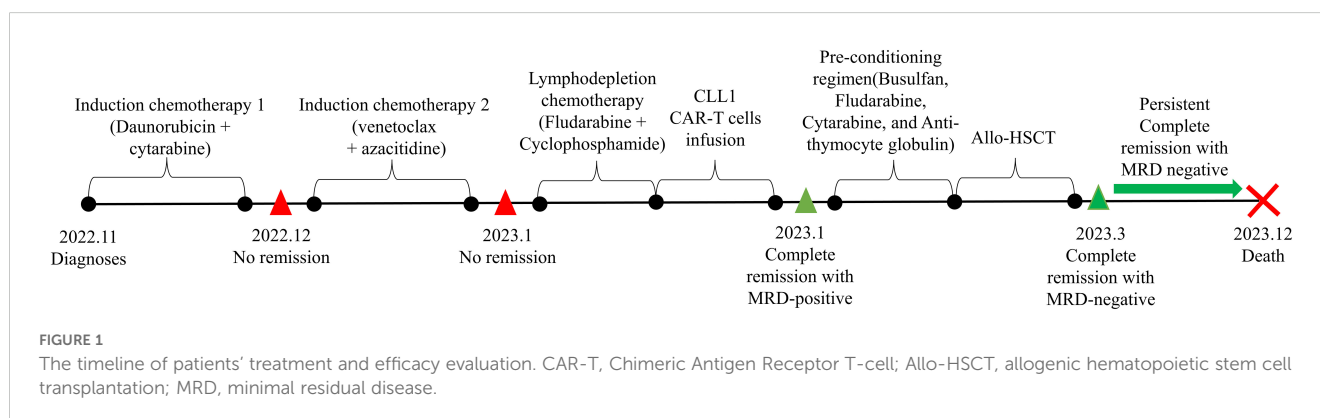 Induction chemotherapy 1
(Daunorubicin +
cytarabine)
Induction chemotherapy 2
(venetoclax
+ azacitidine)
Lymphodepletion
chemotherapy
(Fludarabine +
Cyclophosphamide)
CLL1
CAR-T cells
infusion
Pre-conditioning
regimen(Busulfan,
Fludarabine,
Cytarabine, and Anti-
thymocyte globulin)
Allo-HSCT
Persistent
Complete
remission with
MRD negative
2022.11
Diagnoses
2022.12
No remission
2023.1
No remission
2023.1
Complete
remission with
MRD-positive
2023.3
Complete
remission with
MRD-negative
2023.12
Death
FIGURE 1
The timeline of patients’ treatment and efficacy evaluation. CAR-T, Chimeric Antigen Receptor T-cell; Allo-HSCT, allogenic hematopoietic stem cell
transplantation; MRD, minimal residual disease.